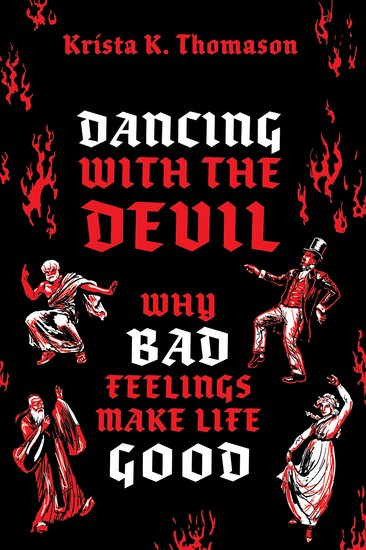 Krista K. Thomason
DANCING
WITH THE
DEVIL
WHY
BAD
FEELINGS
MAKE LIFE
GOOD